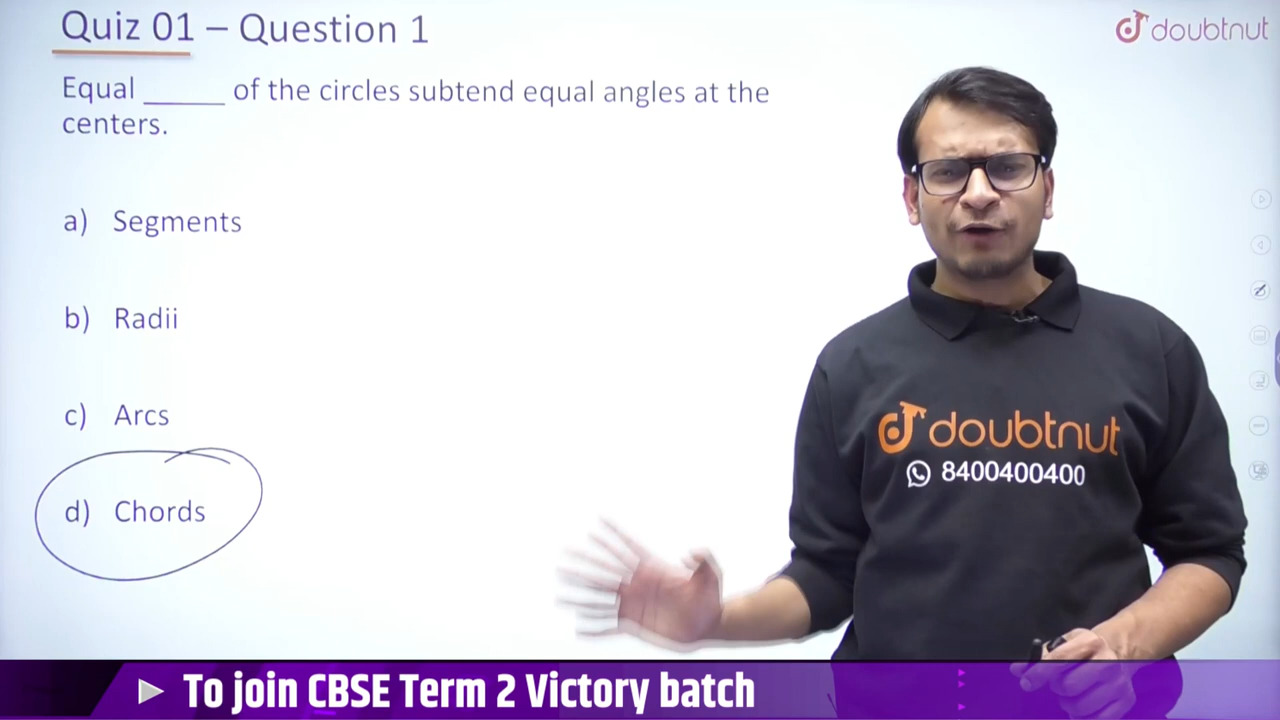 Quiz 01 – Question 1
doubtnut
Equal _____ of the circles subtend equal angles at the
centers.
a) Segments
b) Radii
c) Arcs
d) Chords
doubtnut
8400400400
To join CBSE Term 2 Victory batch